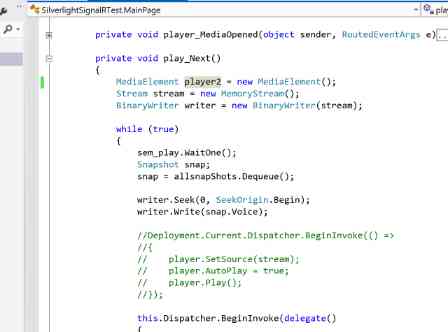 SilverlightSignalRTest.MainPage
private void player_MediaOpened(object sender, RoutedEventArgs e)
private void play_Next()
{
MediaElement player2 = new MediaElement();
Stream stream = new MemoryStream();
BinaryWriter writer = new BinaryWriter(stream);
while (true)
{
sem_play.WaitOne();
Snapshot snap;
snap = allsnapShots.Dequeue();
writer.Seek(0, SeekOrigin.Begin);
writer.Write(snap.Voice);
//Deployment.Current.Dispatcher.BeginInvoke(() =>
//{
//    player.SetSource(stream);
//    player.AutoPlay = true;
//    player.Play();
//});
this.Dispatcher.BeginInvoke(delegate()
{